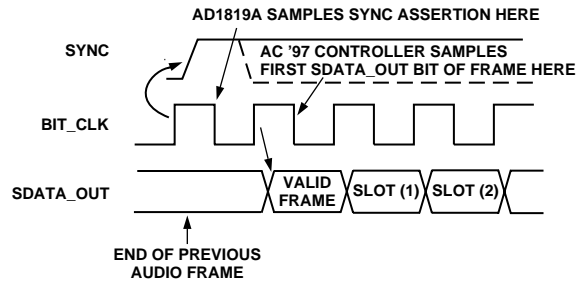 AD1819A SAMPLES SYNC ASSERTION HERE
SYNC
AC '97 CONTROLLER SAMPLES
FIRST SDATA_OUT BIT OF FRAME HERE
BIT_CLK
SDATA_OUT
VALID
FRAME
SLOT (1)
SLOT (2)
END OF PREVIOUS
AUDIO FRAME